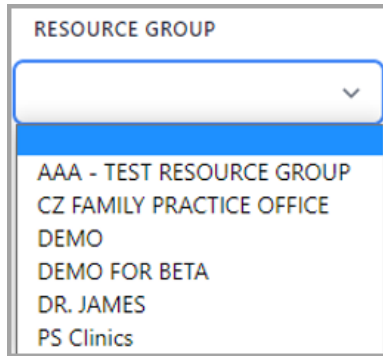 RESOURCE GROUP
AAA - TEST RESOURCE GROUP
CZ FAMILY PRACTICE OFFICE
DEMO
DEMO FOR BETA
DR. JAMES
PS Clinics